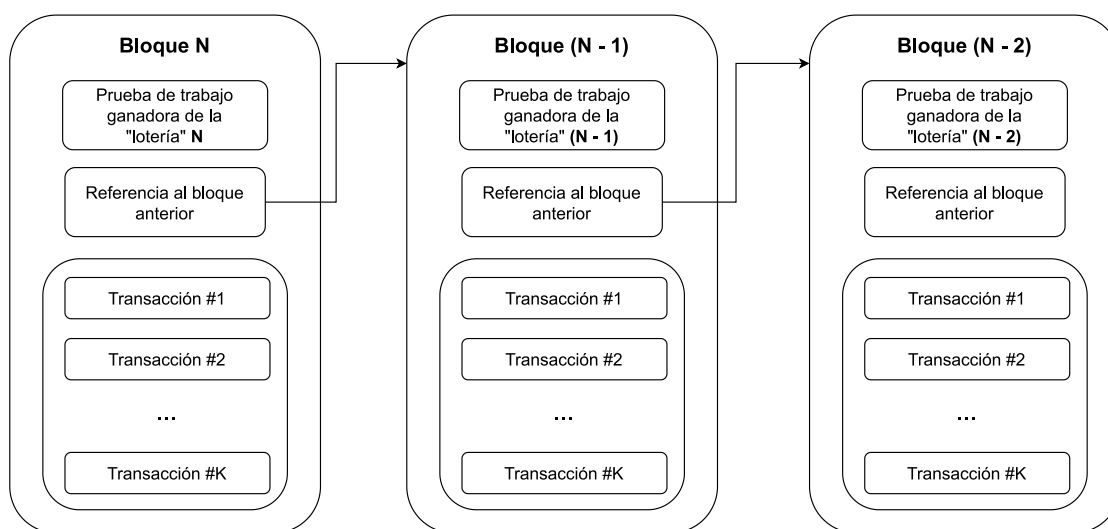 Bloque N
Prueba de trabajo
ganadora de la
"lotería" N
Referencia al bloque
anterior
Transacción #1
Transacción #2
...
Transacción #K
Bloque (N - 1)
Prueba de trabajo
ganadora de la
"lotería" (N - 1)
Referencia al bloque
anterior
Transacción #1
Transacción #2
...
Transacción #K
Bloque (N - 2)
Prueba de trabajo
ganadora de la
"lotería" (N - 2)
Referencia al bloque
anterior
Transacción #1
Transacción #2
...
Transacción #K